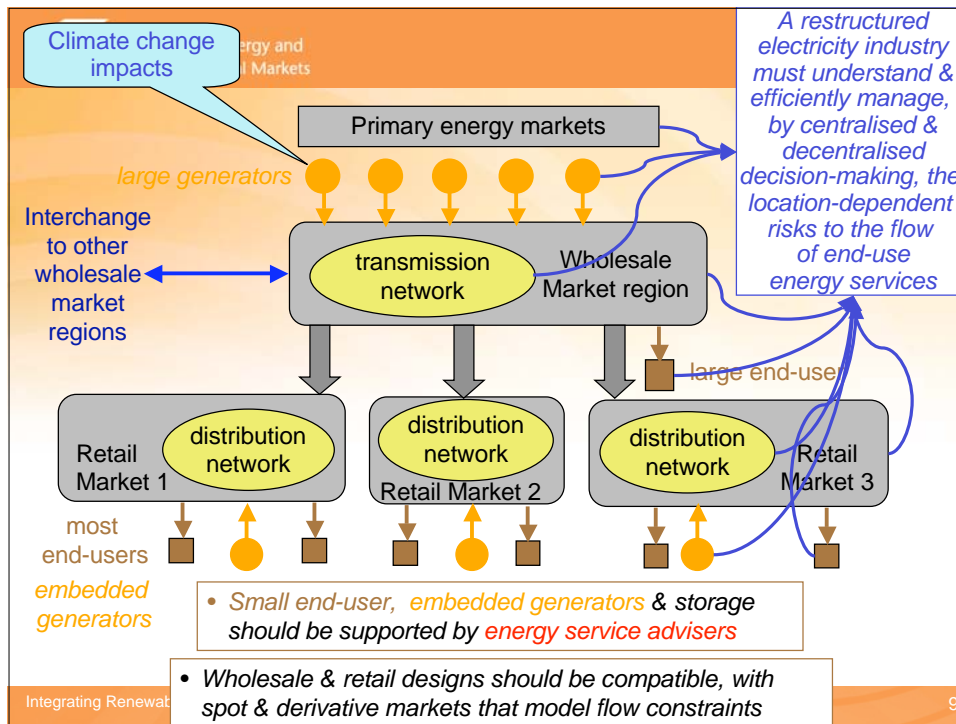 Climate change
impacts
ergy and
l Markets
A restructured
electricity industry
must understand &
efficiently manage,
by centralised &
decentralised
decision-making, the
location-dependent
risks to the flow
of end-use
energy services
Primary energy markets
large generators
Interchange
to other
wholesale
market
regions
transmission
network
Wholesale
Market region
large end-user
Retail
Market 1
distribution
network
distribution
network
Retail Market 2
distribution
network
Retail
Market 3
most
end-users
embedded
generators
• Small end-user, embedded generators & storage
should be supported by energy service advisers
• Wholesale & retail designs should be compatible, with
spot & derivative markets that model flow constraints
Integrating Renewab
9